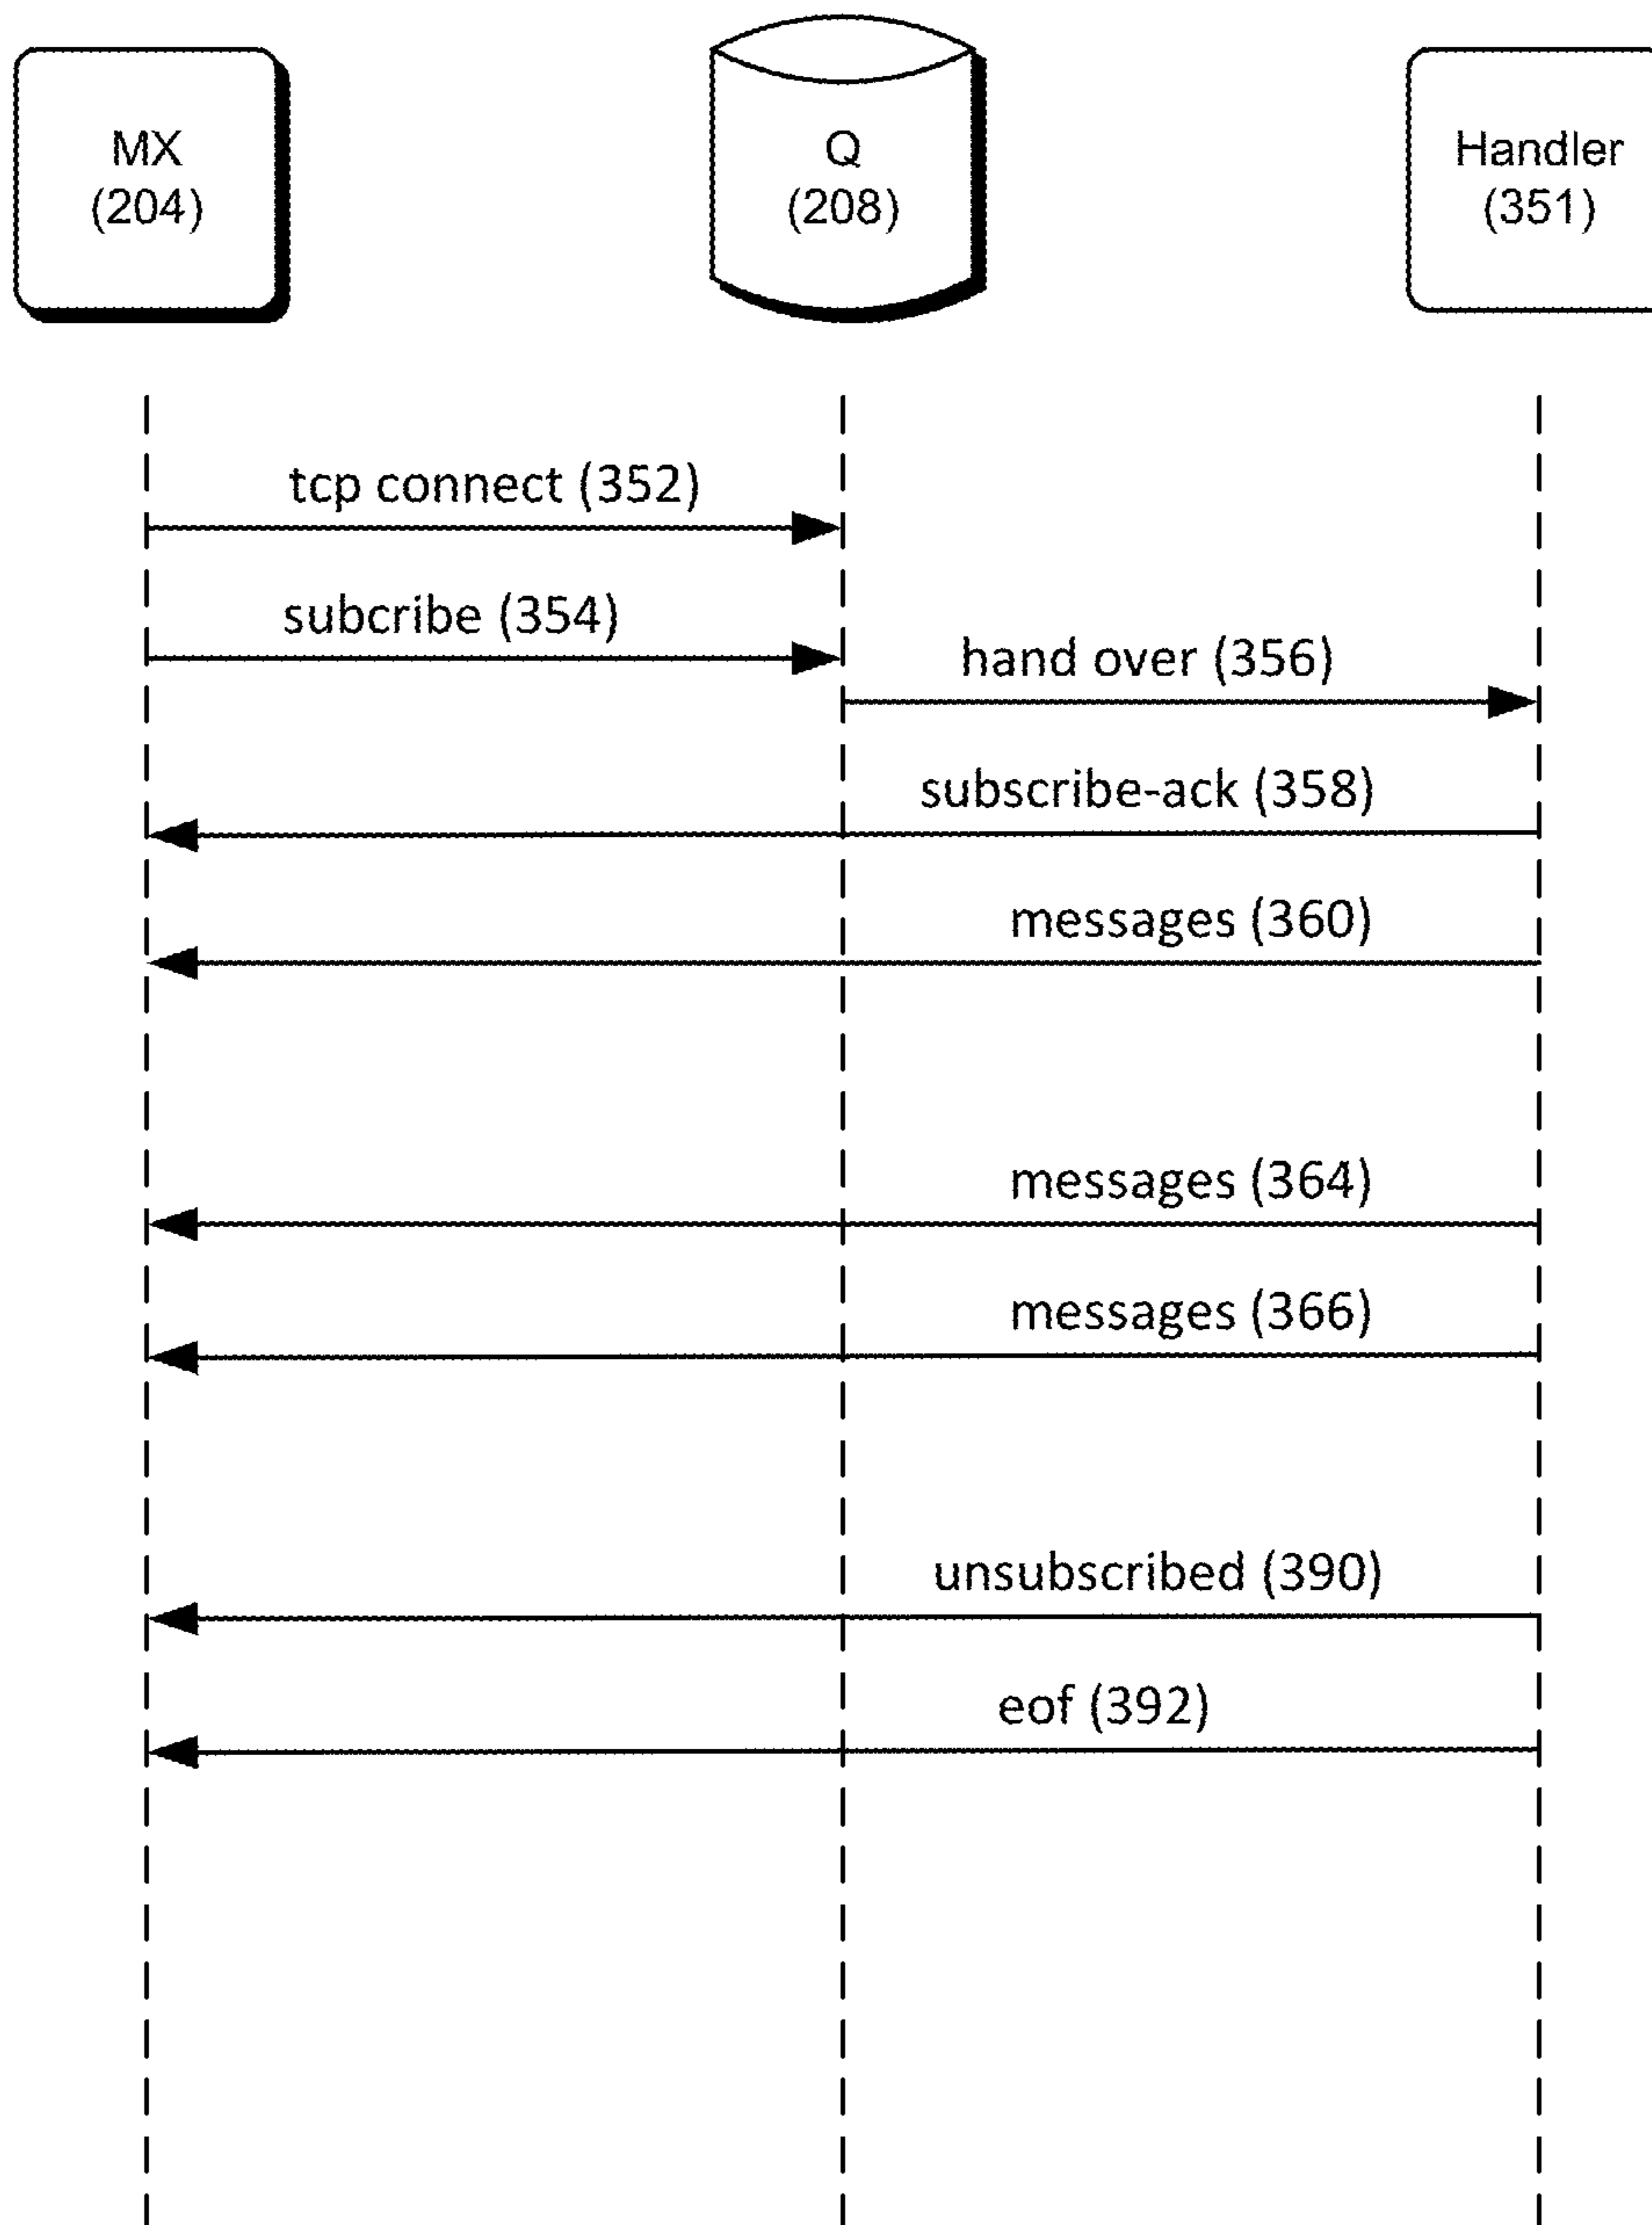 MX
(204)
Q
(208)
Handler
(351)
tcp connect (352)
subcribe (354)
hand over (356)
subscribe-ack (358)
messages (360)
messages (364)
messages (366)
unsubscribed (390)
eof (392)